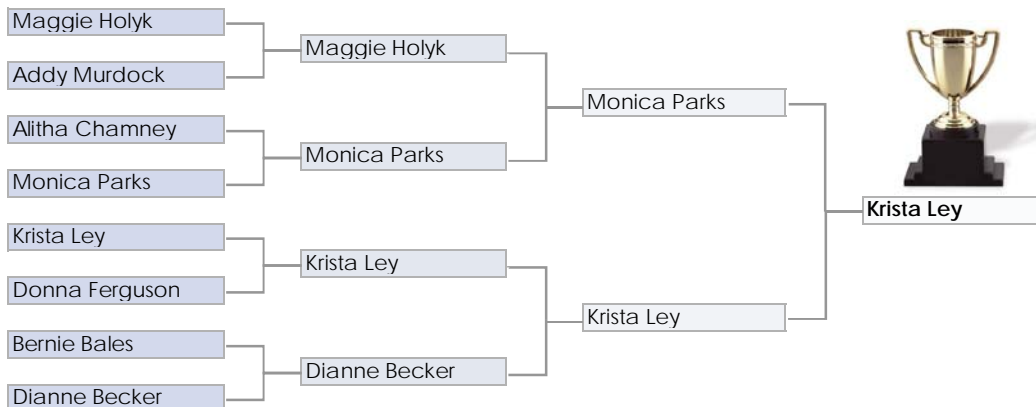 Maggie Holyk
Addy Murdock
Alitha Chamney
Monica Parks
Krista Ley
Donna Ferguson
Bernie Bales
Dianne Becker
Maggie Holyk
Monica Parks
Krista Ley
Dianne Becker
Monica Parks
Krista Ley
Krista Ley